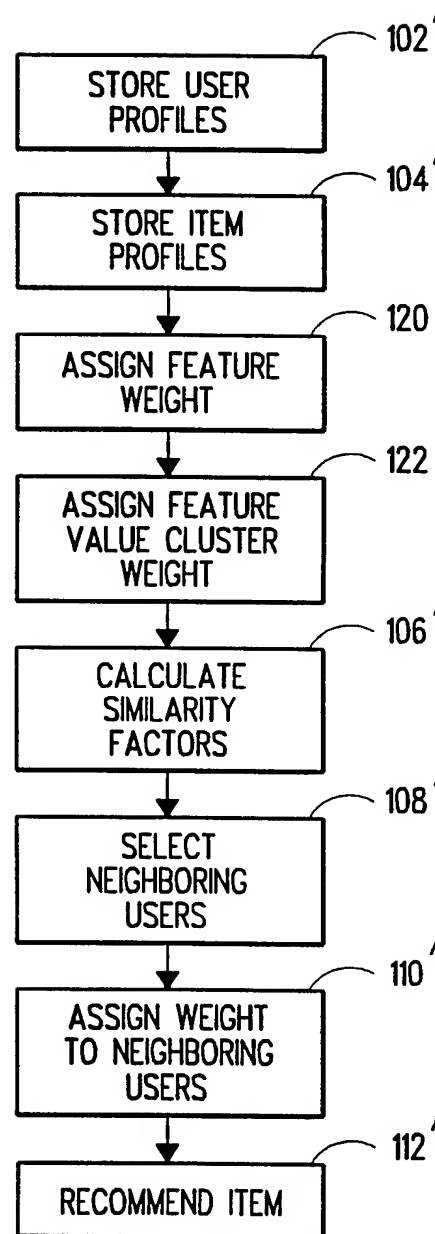 102'
STORE USER
PROFILES
104'
STORE ITEM
PROFILES
120
ASSIGN FEATURE
WEIGHT
122
ASSIGN FEATURE
VALUE CLUSTER
WEIGHT
106'
CALCULATE
SIMILARITY
FACTORS
108'
SELECT
NEIGHBORING
USERS
110'
ASSIGN WEIGHT
TO NEIGHBORING
USERS
112'
RECOMMEND ITEM